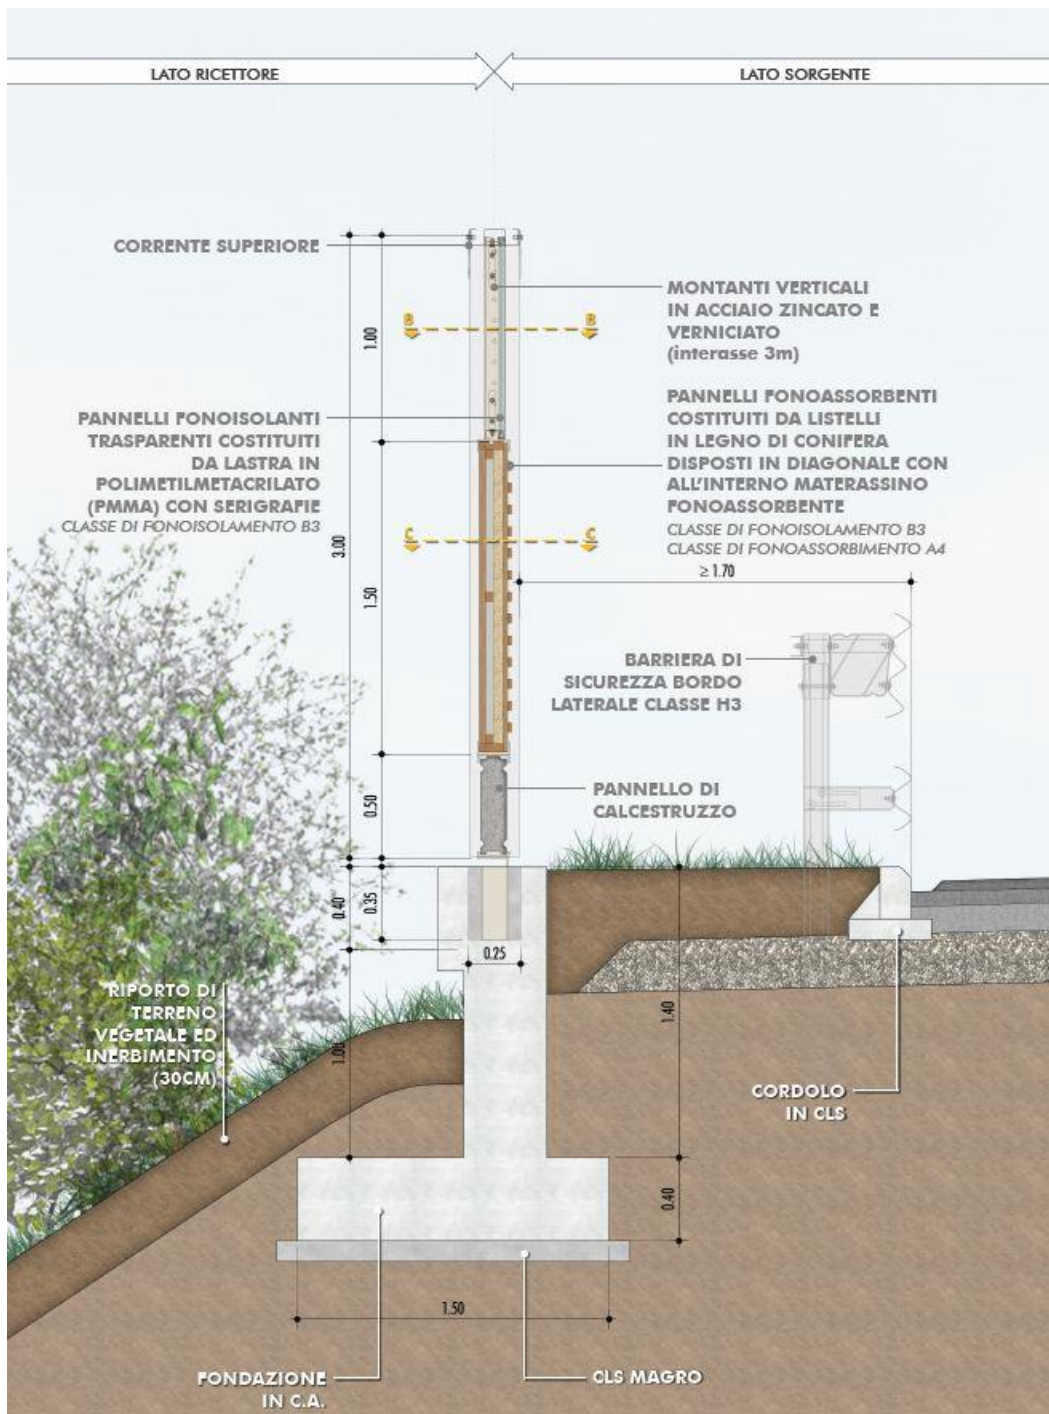 LATO RICETTORE
LATO SORGENTE
CORRENTE SUPERIORE
MONTANTI VERTICALI
IN ACCIAIO ZINCATO E
VERNICIATO
(interasse 3m)
B
B
1.00
PANNELLI FONOISOLANTI
TRASPARENTI COSTITUITI
DA LASTRA IN
POLIMETILMETACRILATO
(PMMA) CON SERIGRAFIE
CLASSE DI FONOISOLAMENTO B3
PANNELLI FONOASSORBENTI
COSTITUITI DA LISTELLI
IN LEGNO DI CONIFERA
DISPOSTI IN DIAGONALE CON
ALL'INTERNO MATERASSINO
FONOASSORBENTE
CLASSE DI FONOISOLAMENTO B3
CLASSE DI FONOASSORBIMENTO A4
C
C
3.00
1.50
≥ 1.70
BARRIERA DI
SICUREZZA BORDO
LATERALE CLASSE H3
0.50
PANNELLO DI
CALCESTRUZZO
0.40
0.35
0.25
RIPORTO DI
TERRENO
VEGETALE ED
INERBIMENTO
(30CM)
1.00
1.40
CORDOLO
IN CLS
0.40
1.50
FONDAZIONE
IN C.A.
CLS MAGRO